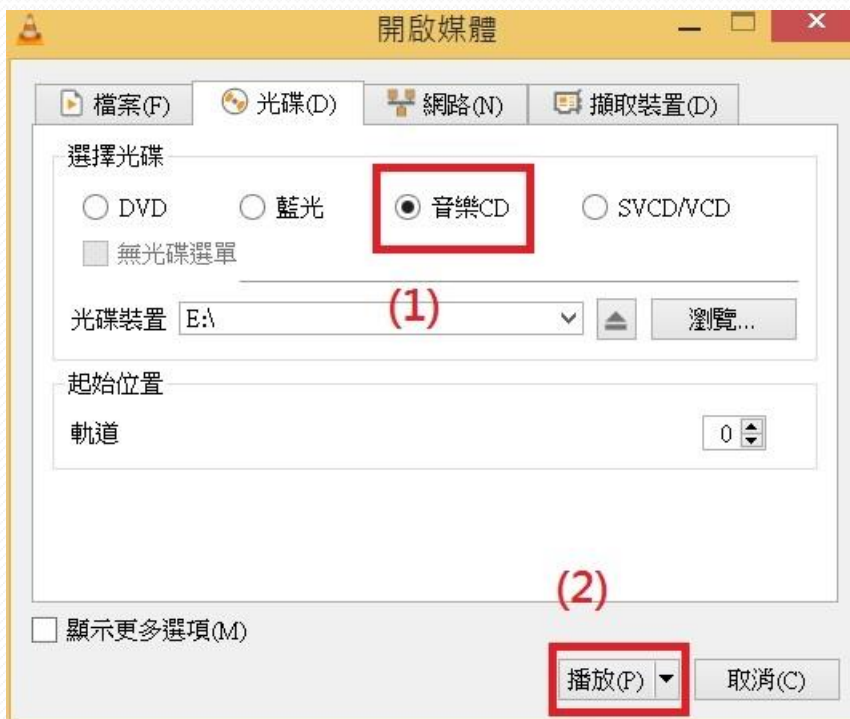 開啟媒體
檔案(F) 光碟(D) 網路(N) 擷取裝置(D)
選擇光碟
DVD 藍光 音樂CD SVCD/VCD
無光碟選單
光碟裝置 E:\ (1) 瀏覽...
起始位置
軌道 0
(2)
顯示更多選項(M)
播放(P) 取消(C)